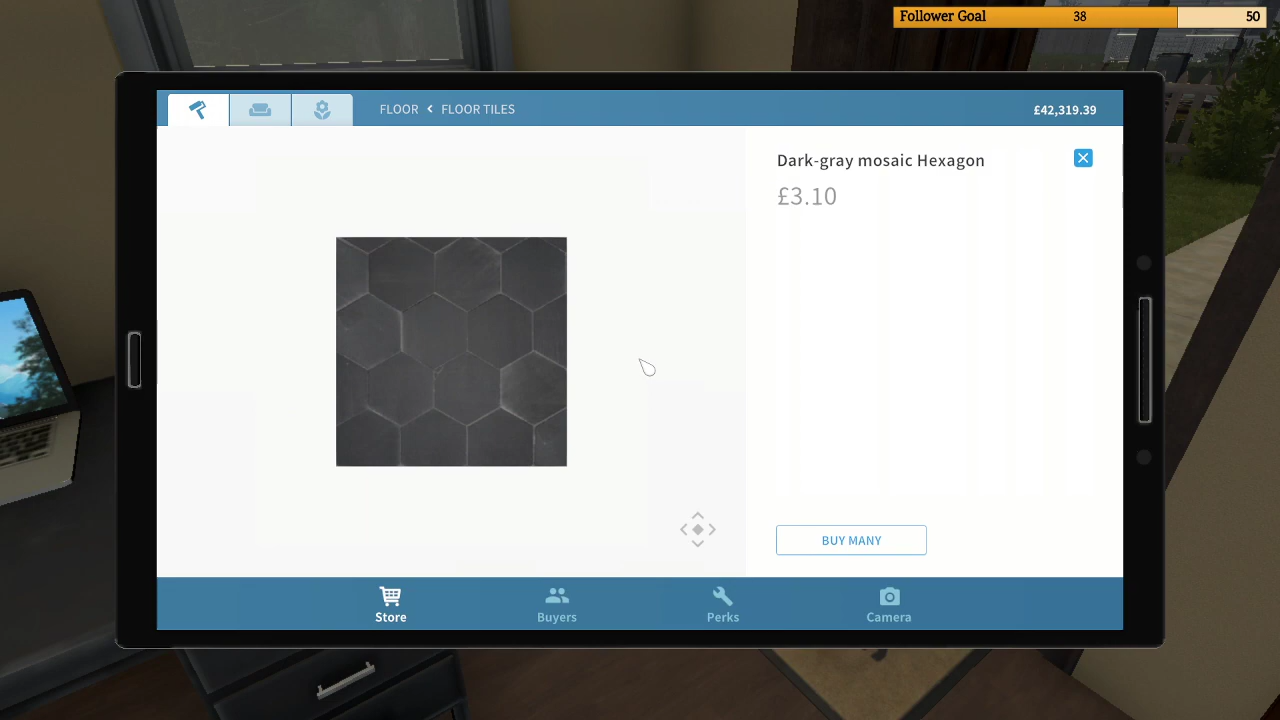 Follower Goal 38 50
FLOOR < FLOOR TILES £42,319.39
Dark-gray mosaic Hexagon
£3.10
BUY MANY
Store Buyers Perks Camera